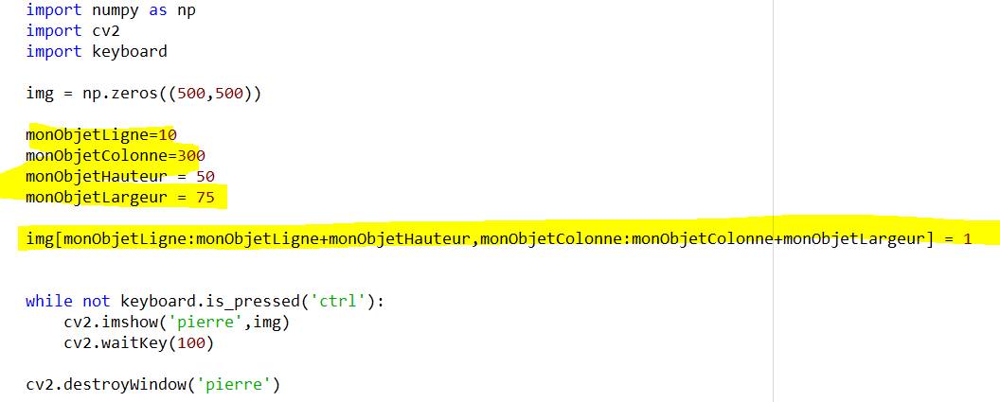 import numpy as np
import cv2
import keyboard
img = np.zeros((500,500))
monObjetLigne=10
monObjetColonne=300
monObjetHauteur = 50
monObjetLargeur = 75
img[monObjetLigne:monObjetLigne+monObjetHauteur,monObjetColonne:monObjetColonne+monObjetLargeur] = 1
while not keyboard.is_pressed('ctrl'):
    cv2.imshow('pierre',img)
    cv2.waitKey(100)
cv2.destroyWindow('pierre')